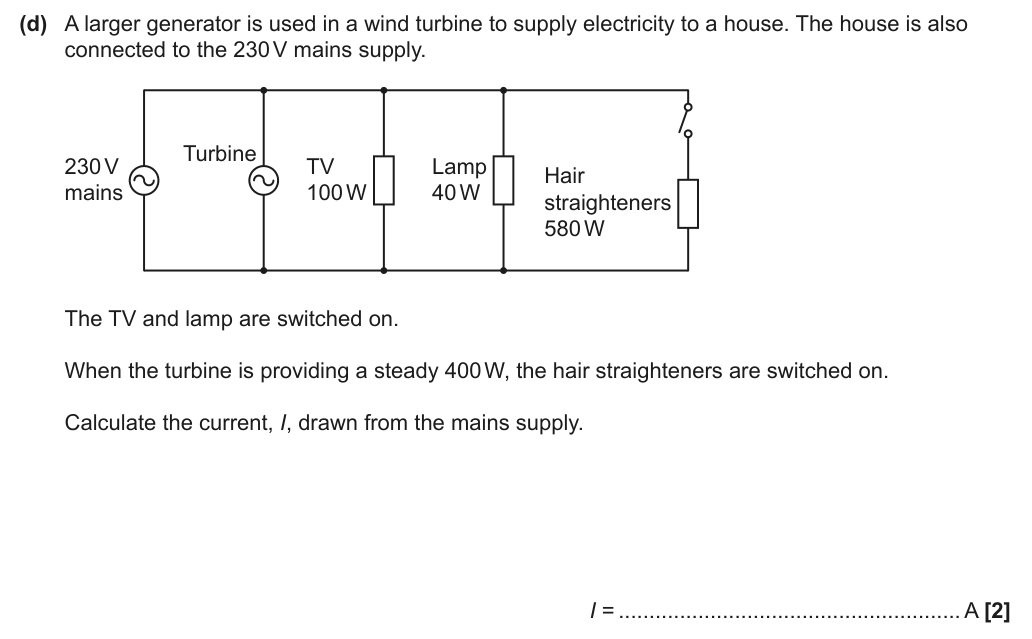 (d) A larger generator is used in a wind turbine to supply electricity to a house. The house is also
connected to the 230 V mains supply.
230 V
mains
Turbine
TV
100 W
Lamp
40 W
Hair
straighteners
580 W
The TV and lamp are switched on.
When the turbine is providing a steady 400 W, the hair straighteners are switched on.
Calculate the current, I, drawn from the mains supply.
I = ........................................................ A [2]